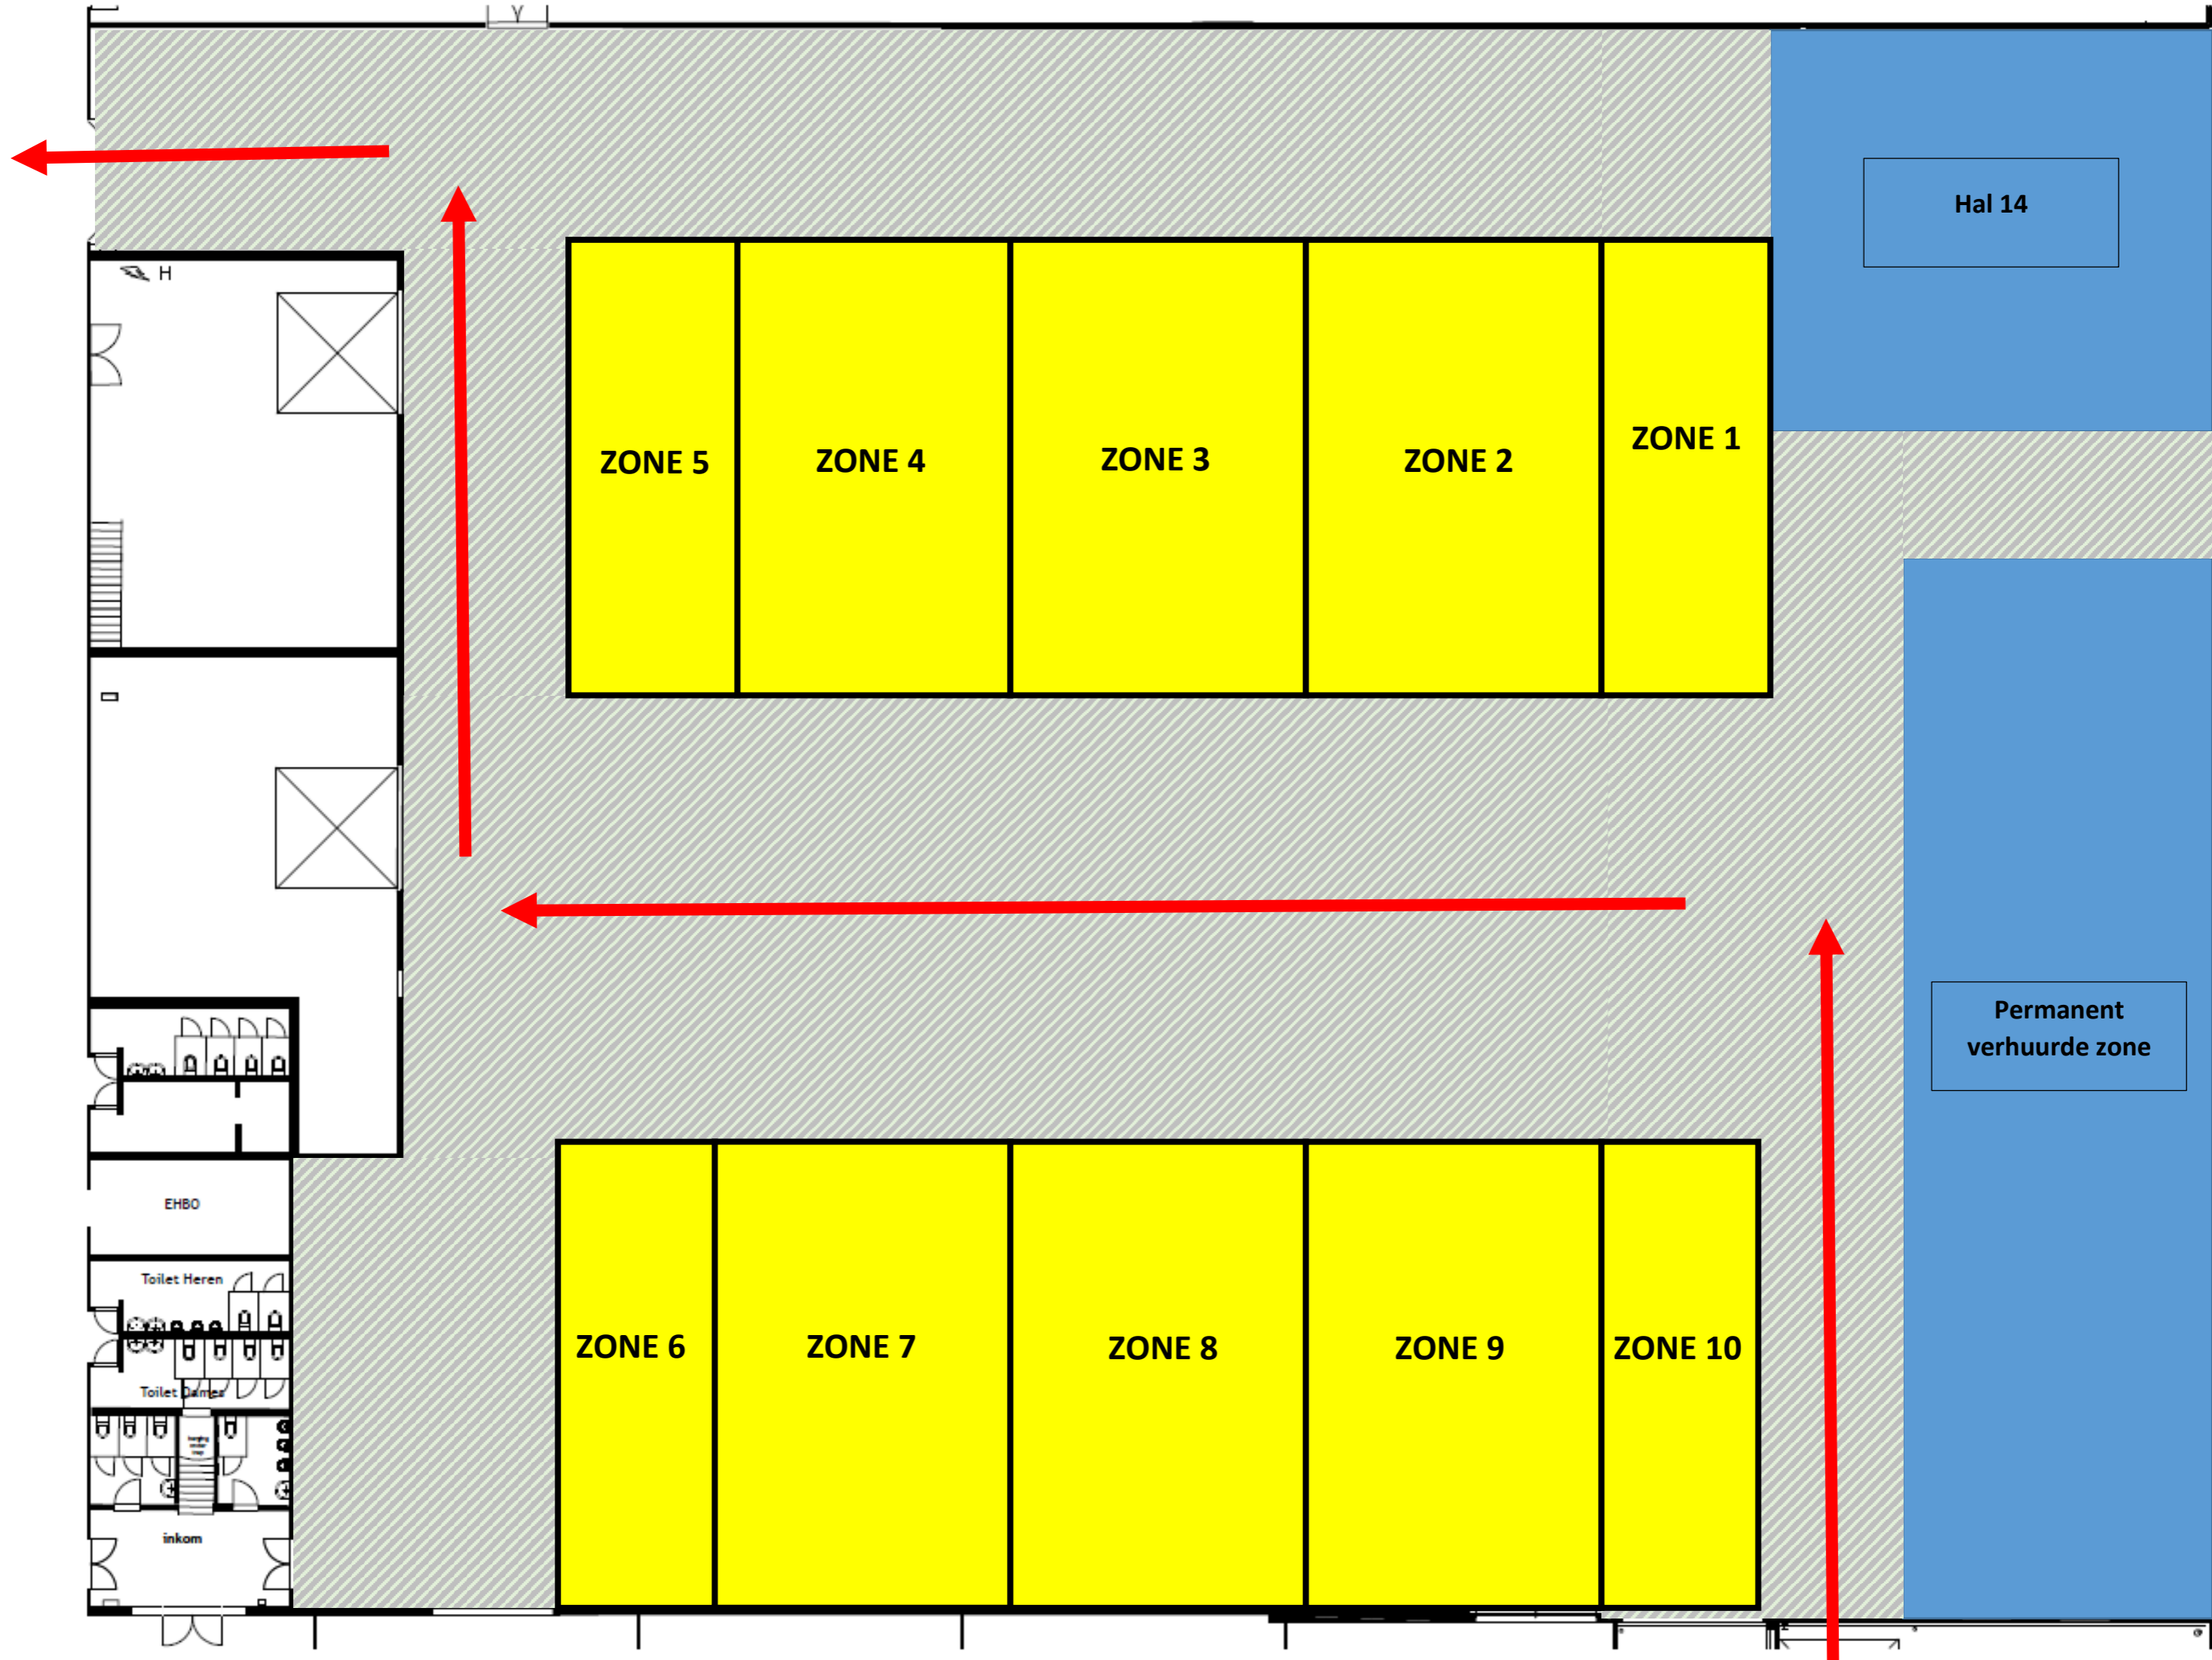 Hal 14
H
ZONE 5
ZONE 4
ZONE 3
ZONE 2
ZONE 1
Permanent
verhuurde zone
EHBO
Toilet Heren
ZONE 6
ZONE 7
ZONE 8
ZONE 9
ZONE 10
Toilet Dames
inkom